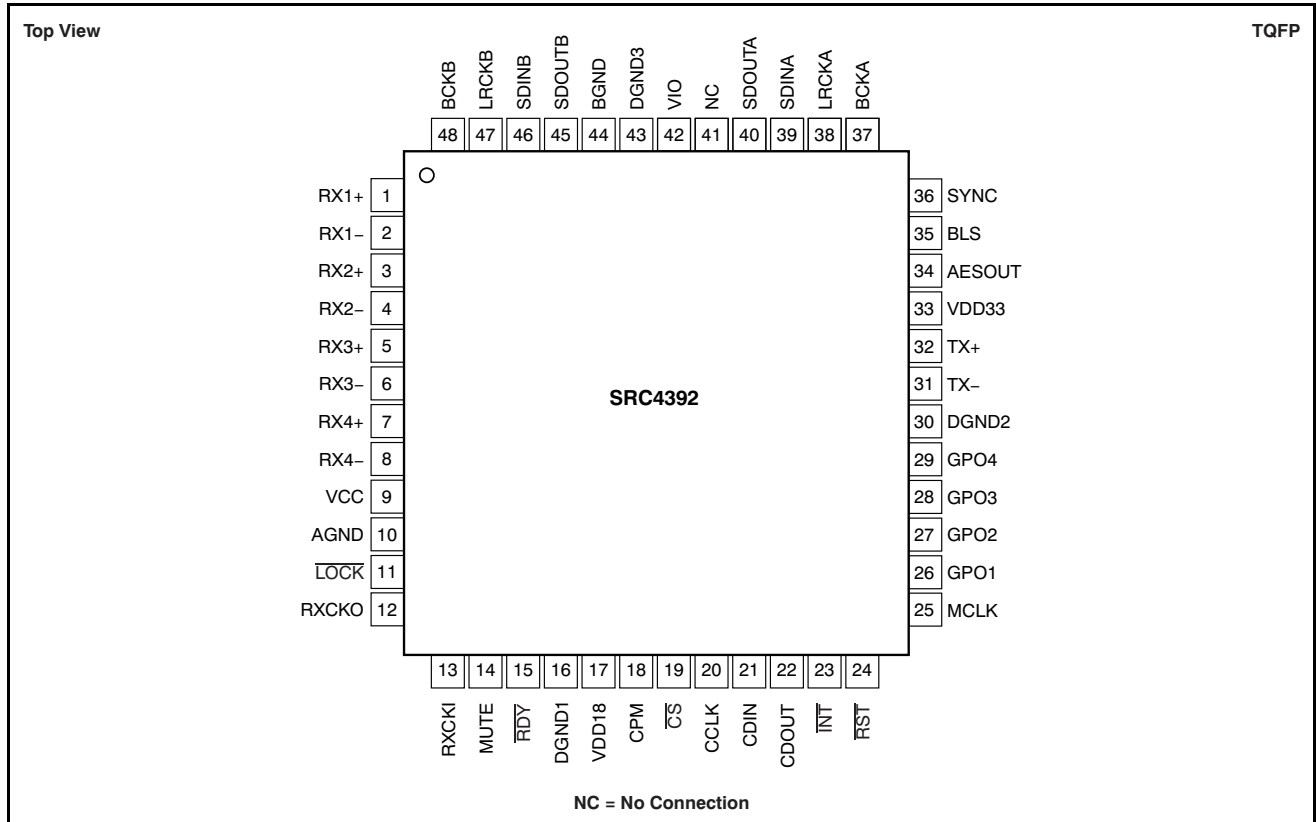 Top View
TQFP
BCKB
LRCKB
SDINB
SDOUTB
BGND
DGND3
VIO
NC
SDOUTA
SDINA
LRCKA
BCKA
48 47 46 45 44 43 42 41 40 39 38 37
RX1+ 1
RX1− 2
RX2+ 3
RX2− 4
RX3+ 5
RX3− 6
RX4+ 7
RX4− 8
VCC 9
AGND 10
LOCK 11
RXCKO 12
SRC4392
36 SYNC
35 BLS
34 AESOUT
33 VDD33
32 TX+
31 TX−
30 DGND2
29 GPO4
28 GPO3
27 GPO2
26 GPO1
25 MCLK
13 14 15 16 17 18 19 20 21 22 23 24
RXCKI
MUTE
RDY
DGND1
VDD18
CPM
CS
CCLK
CDIN
CDOUT
INT
RST
NC = No Connection